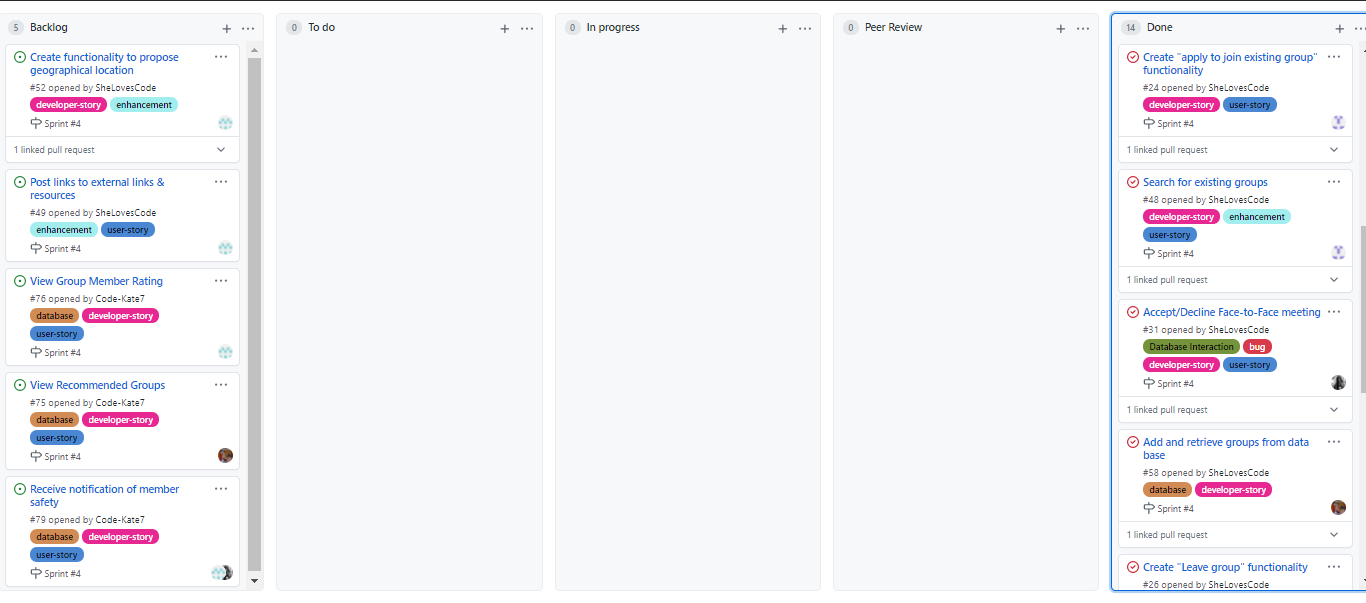 5 Backlog
Create functionality to propose
geographical location
#52 opened by SheLovesCode
developer-story enhancement
Sprint #4
1 linked pull request
Post links to external links &
resources
#49 opened by SheLovesCode
enhancement user-story
Sprint #4
View Group Member Rating
#76 opened by Code-Kate7
database developer-story
user-story
Sprint #4
View Recommended Groups
#75 opened by Code-Kate7
database developer-story
user-story
Sprint #4
Receive notification of member
safety
#79 opened by Code-Kate7
database developer-story
user-story
Sprint #4
0 To do
0 In progress
0 Peer Review
14 Done
Create "apply to join existing group"
functionality
#24 opened by SheLovesCode
developer-story user-story
Sprint #4
1 linked pull request
Search for existing groups
#48 opened by SheLovesCode
developer-story enhancement
user-story
Sprint #4
1 linked pull request
Accept/Decline Face-to-Face meeting
#31 opened by SheLovesCode
Database Interaction bug
developer-story user-story
Sprint #4
1 linked pull request
Add and retrieve groups from data
base
#58 opened by SheLovesCode
database developer-story
Sprint #4
1 linked pull request
Create "Leave group" functionality
#26 opened by SheLovesCode